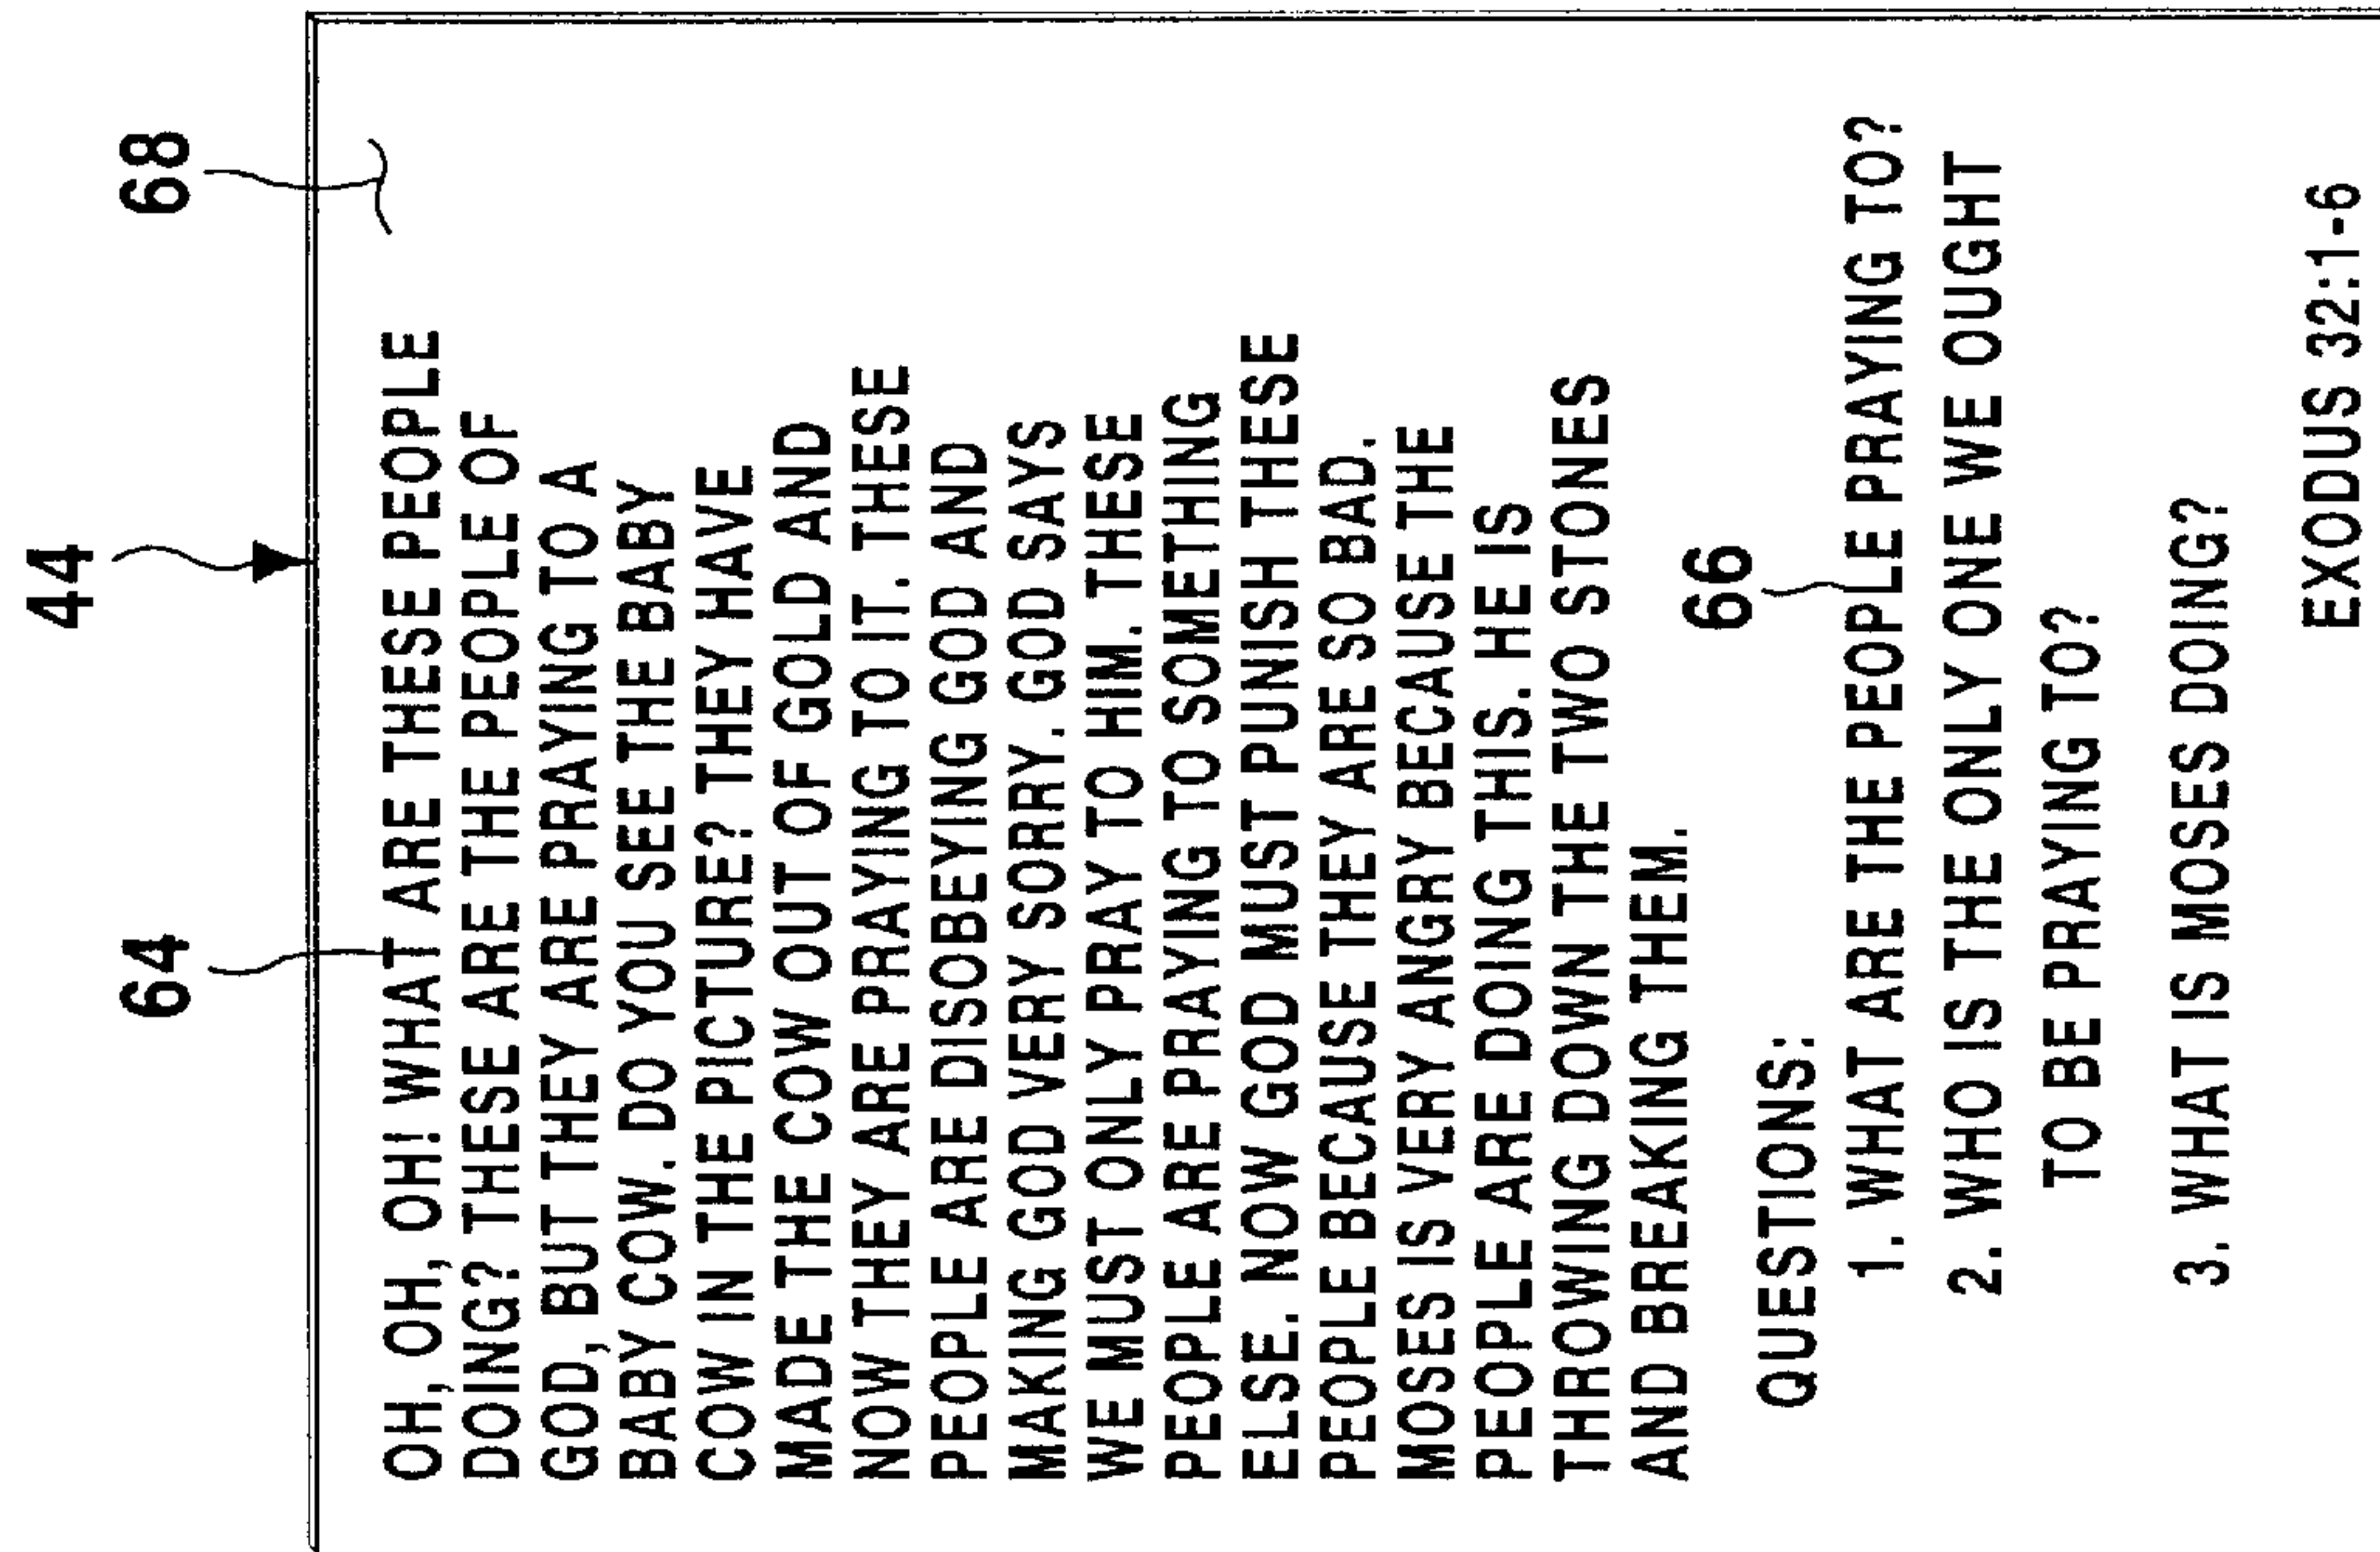 44
64
68
OH, OH, OH! WHAT ARE THESE PEOPLE
DOING? THESE ARE THE PEOPLE OF
GOD, BUT THEY ARE PRAYING TO A
BABY COW. DO YOU SEE THE BABY
COW IN THE PICTURE? THEY HAVE
MADE THE COW OUT OF GOLD AND
NOW THEY ARE PRAYING TO IT. THESE
PEOPLE ARE DISOBEYING GOD AND
MAKING GOD VERY SORRY. GOD SAYS
WE MUST ONLY PRAY TO HIM. THESE
PEOPLE ARE PRAYING TO SOMETHING
ELSE. NOW GOD MUST PUNISH THESE
PEOPLE BECAUSE THEY ARE SO BAD.
MOSES IS VERY ANGRY BECAUSE THE
PEOPLE ARE DOING THIS. HE IS
THROWING DOWN THE TWO STONES
AND BREAKING THEM.
66
QUESTIONS:
1. WHAT ARE THE PEOPLE PRAYING TO?
2. WHO IS THE ONLY ONE WE OUGHT
TO BE PRAYING TO?
3. WHAT IS MOSES DOING?
EXODUS 32:1-6